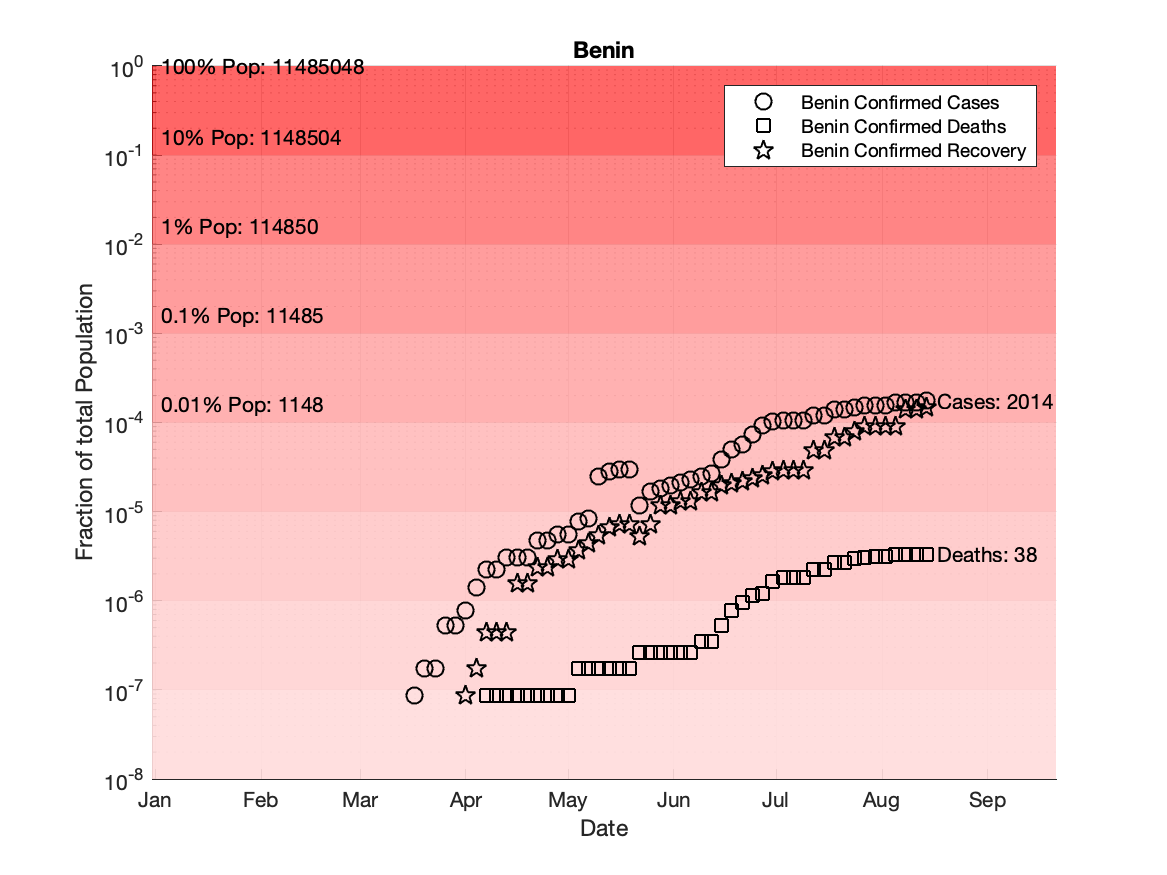 Benin
10^0
100% Pop: 11485048
Benin Confirmed Cases
Benin Confirmed Deaths
Benin Confirmed Recovery
10% Pop: 1148504
10^-1
1% Pop: 114850
10^-2
0.1% Pop: 11485
10^-3
0.01% Pop: 1148
Cases: 2014
10^-4
10^-5
Deaths: 38
10^-6
10^-7
10^-8
Fraction of total Population
Jan Feb Mar Apr May Jun Jul Aug Sep
Date